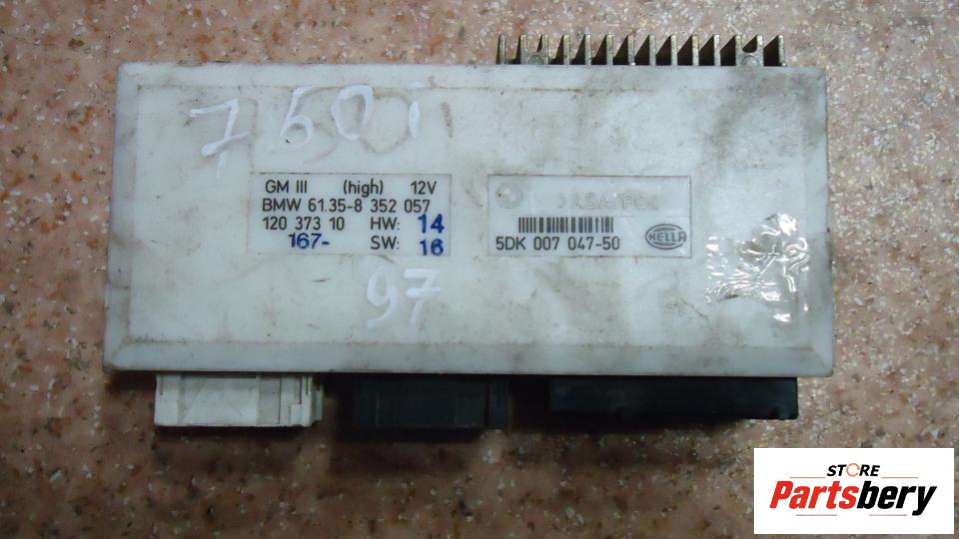 750i
GM III (high) 12V
BMW 61.35-8 352 057
120 373 10 HW: 14
167- SW: 16
5DK 007 047-50
HELLA
97
STORE
Partsbery